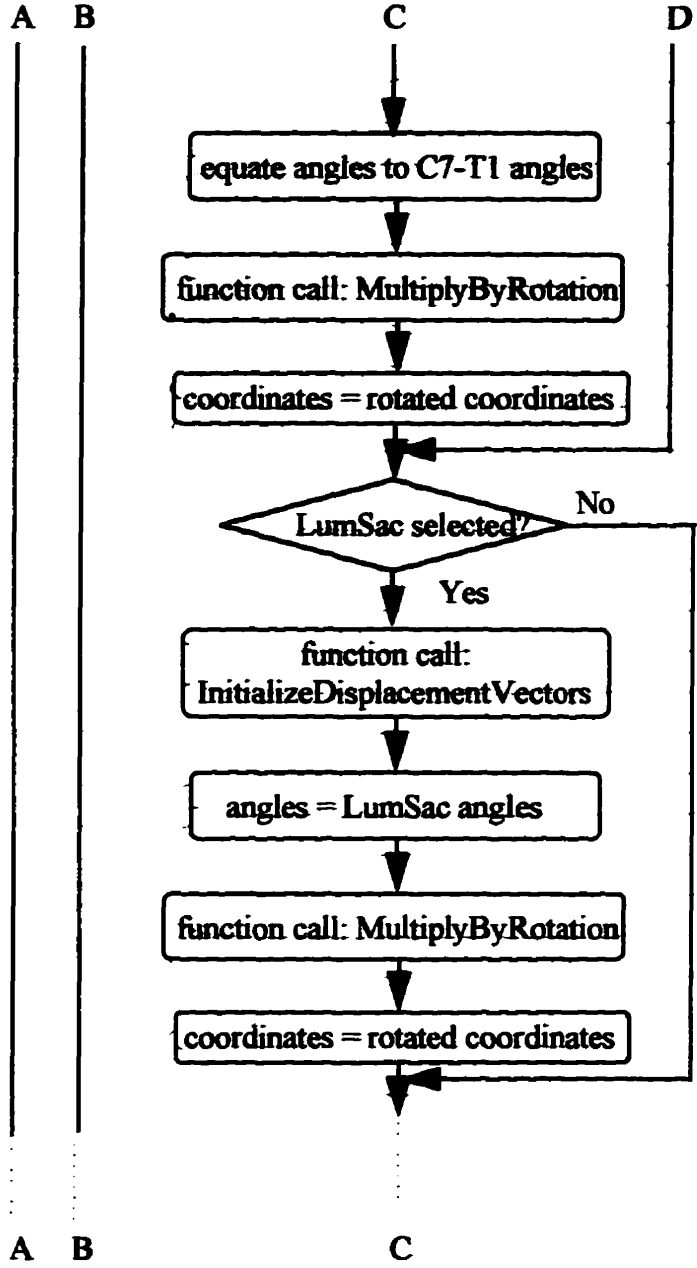 A B C D
equate angles to C7-T1 angles
function call: MultiplyByRotation
coordinates = rotated coordinates
LumSac selected?
No
Yes
function call:
InitializeDisplacementVectors
angles = LumSac angles
function call: MultiplyByRotation
coordinates = rotated coordinates
A B C